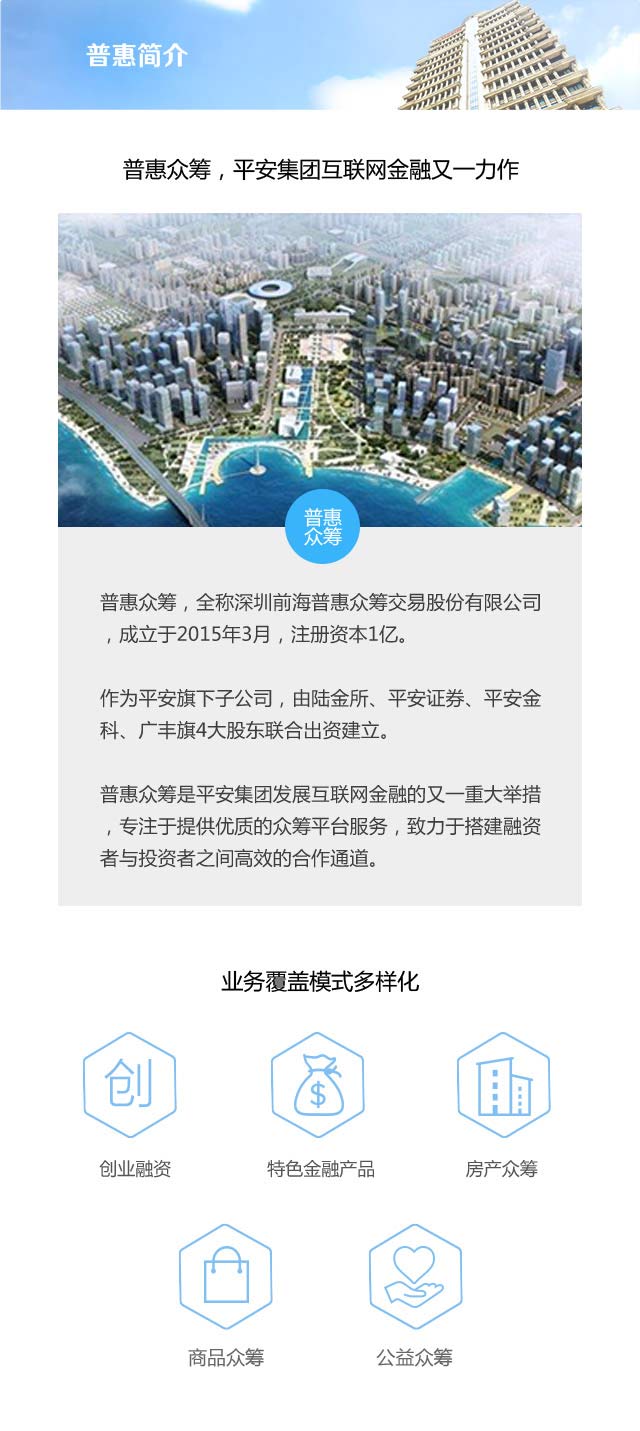 普惠简介
普惠众筹，平安集团互联网金融又一力作
普惠
众筹
普惠众筹，全称深圳前海普惠众筹交易股份有限公司
，成立于2015年3月，注册资本1亿。
作为平安旗下子公司，由陆金所、平安证券、平安金
科、广丰旗4大股东联合出资建立。
普惠众筹是平安集团发展互联网金融的又一重大举措
，专注于提供优质的众筹平台服务，致力于搭建融资
者与投资者之间高效的合作通道。
业务覆盖模式多样化
创
$
创业融资
特色金融产品
房产众筹
商品众筹
公益众筹